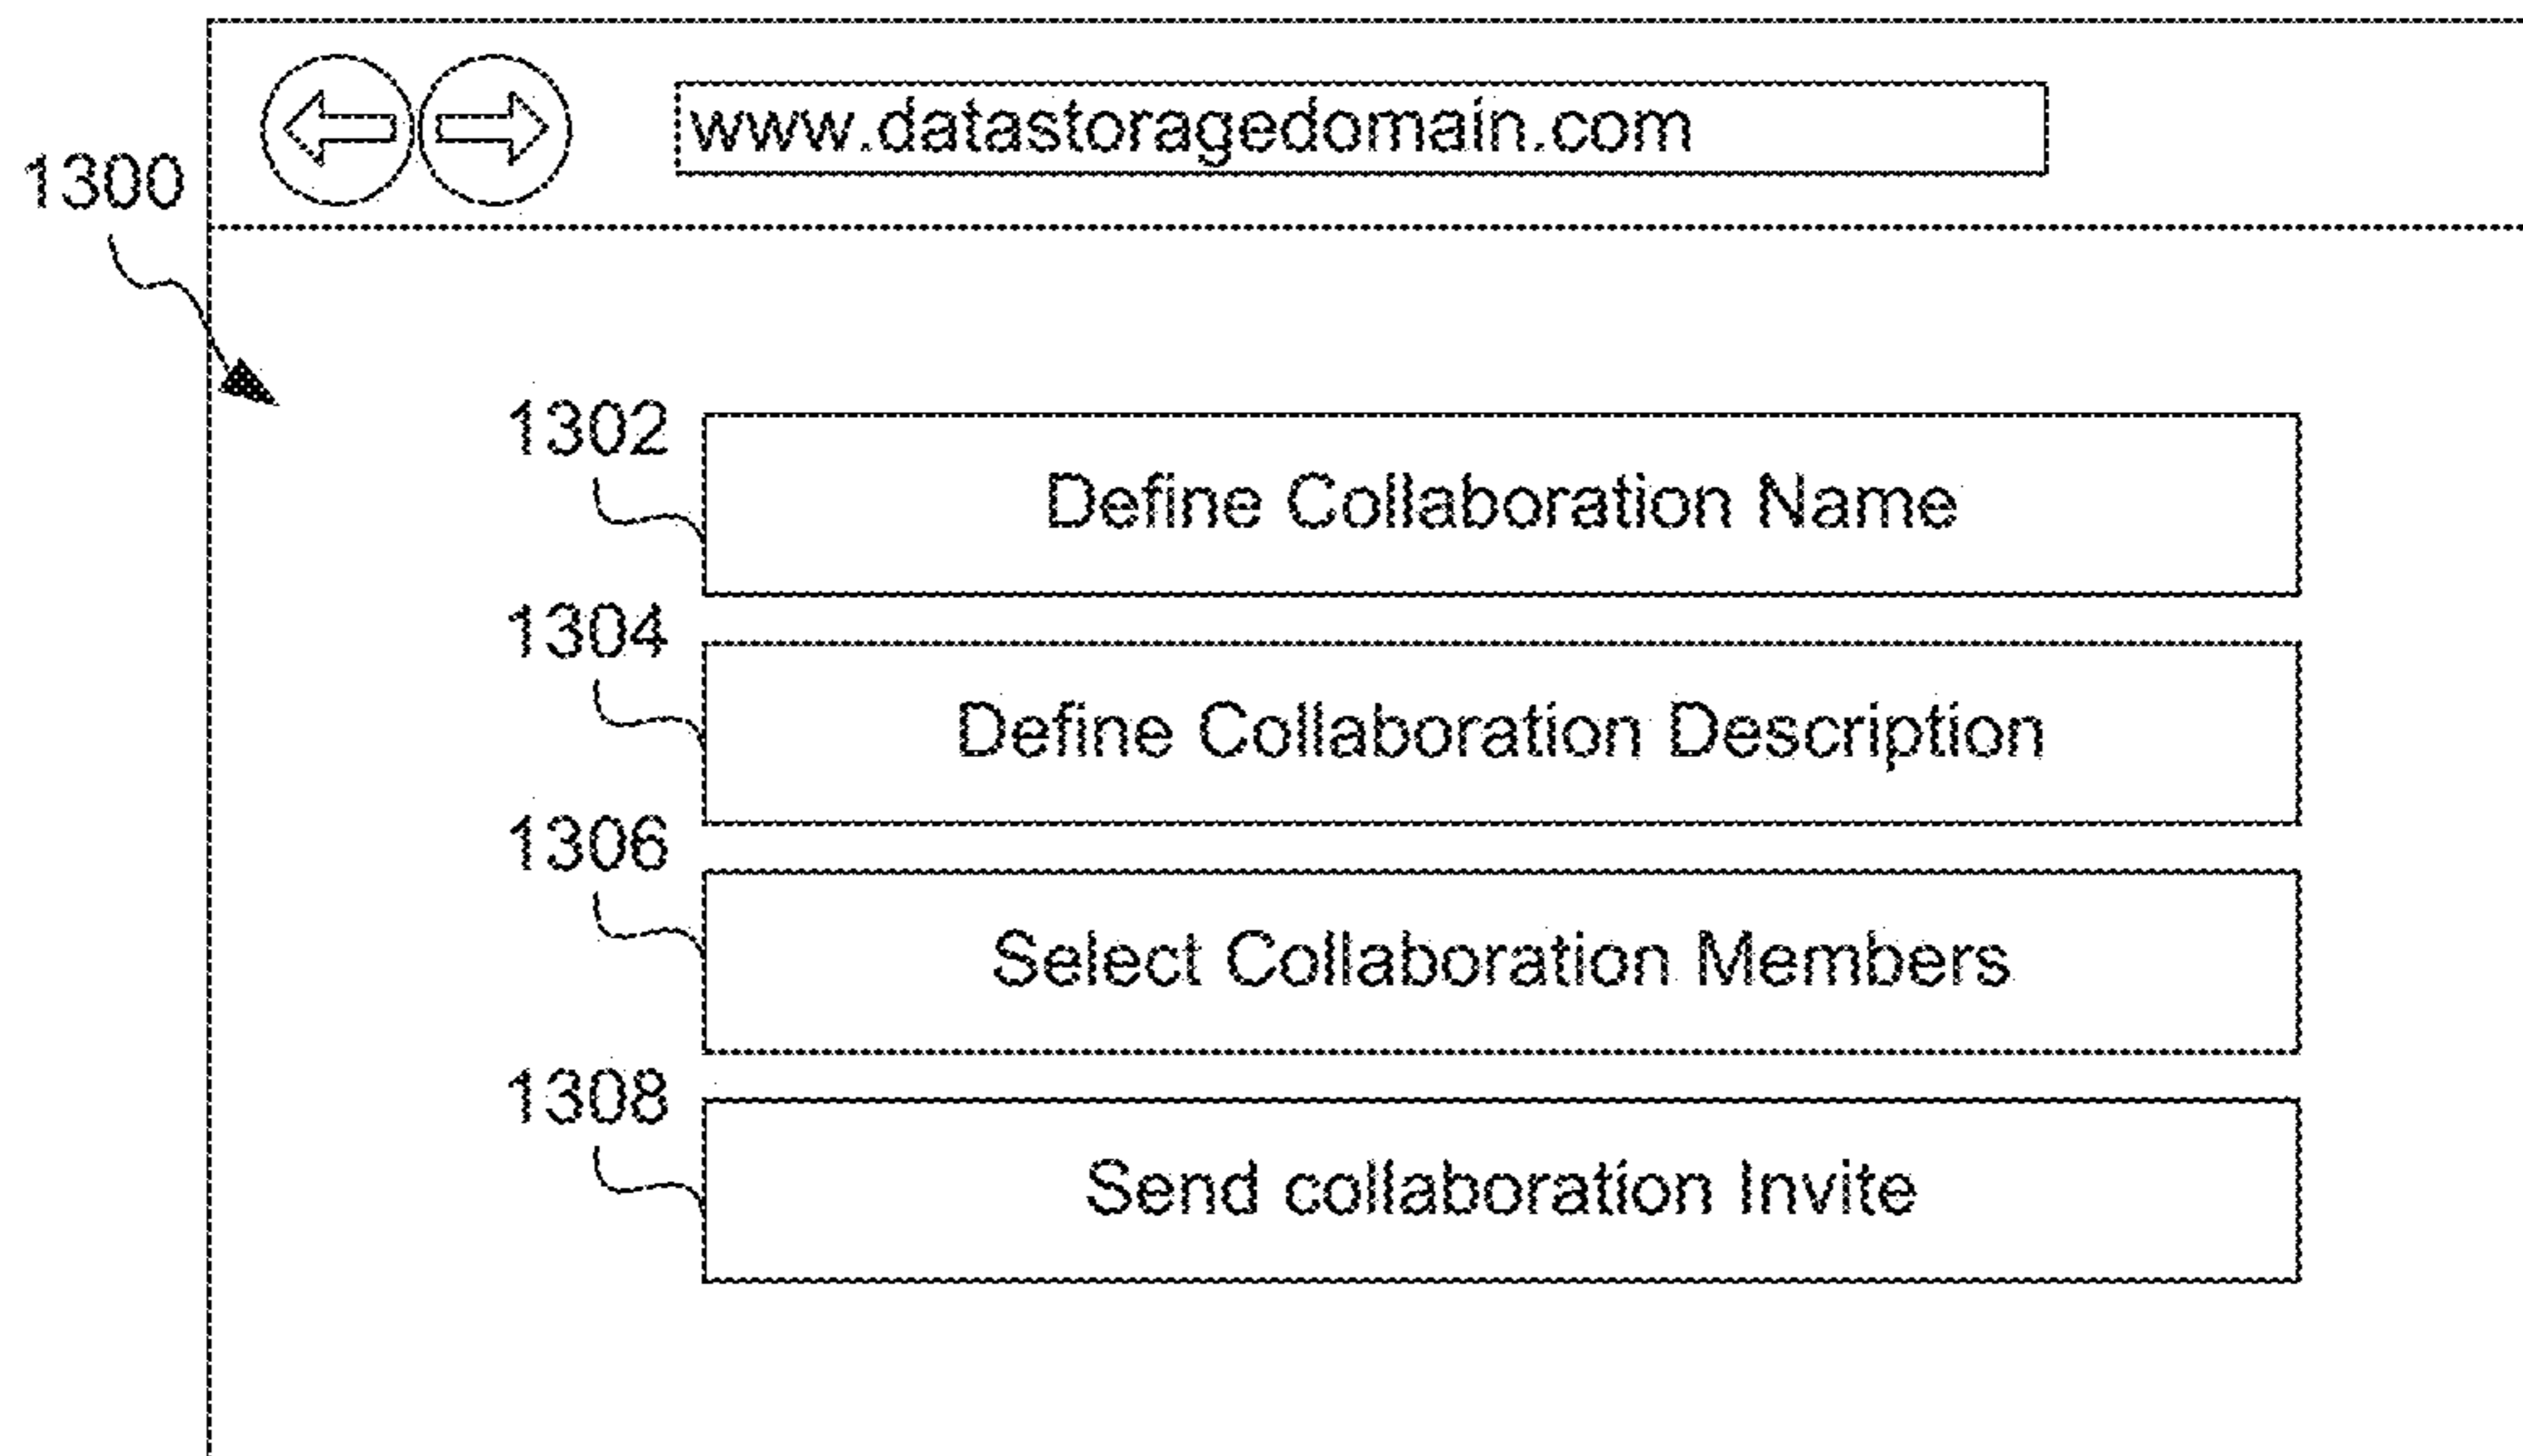 www.datastoragedomain.com
1300
1302
Define Collaboration Name
1304
Define Collaboration Description
1306
Select Collaboration Members
1308
Send collaboration Invite